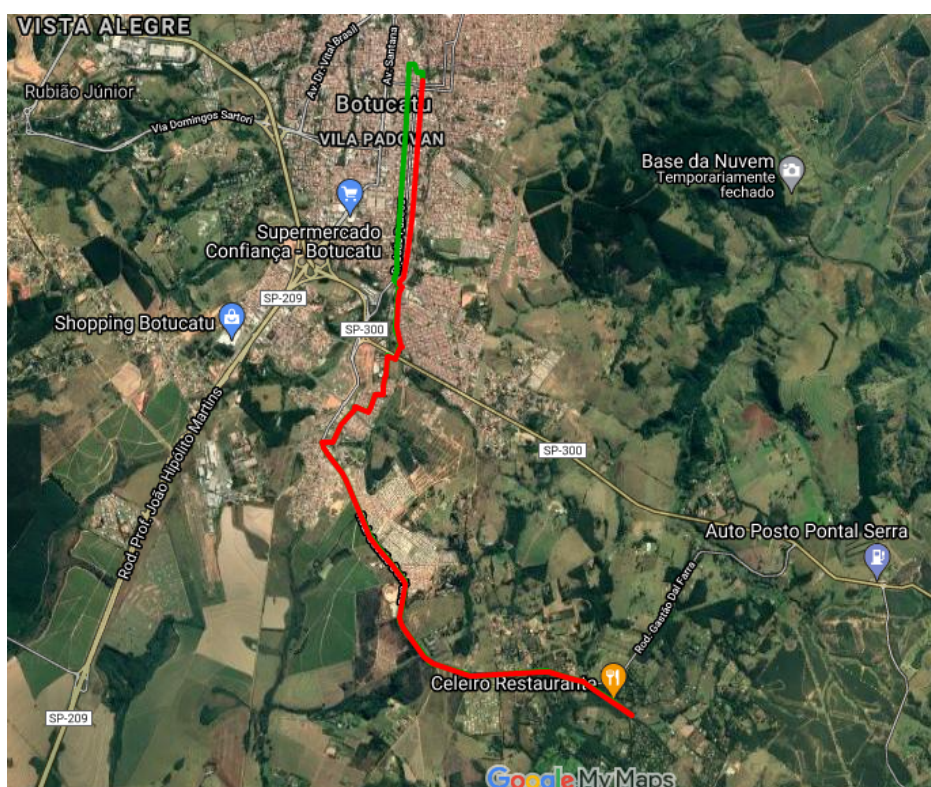 VISTA ALEGRE
Rubião Júnior
Via Domingos Sartori
Av. Dr. Vital Brasil
Av. Santana
Botucatu
VILA PADOVAN
Base da Nuvem
Temporariamente
fechado
Supermercado
Confiança - Botucatu
SP-209
Shopping Botucatu
SP-300
Rod. Prof. João Hipólito Martins
SP-300
Auto Posto Pontal Serra
Rod. Gastão Dal Farra
Celeiro Restaurante
SP-209
Google My Maps